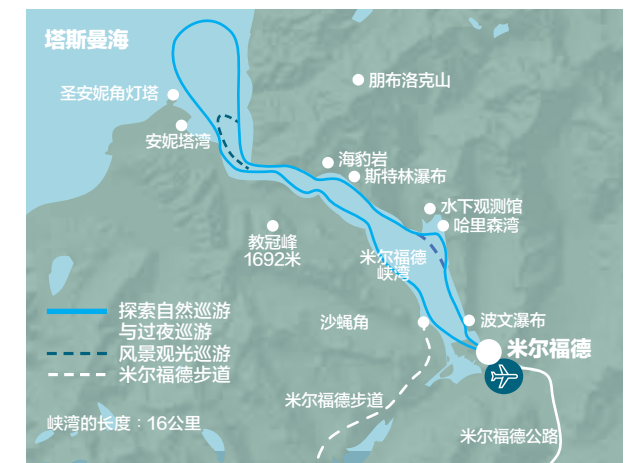 塔斯曼海
圣安妮角灯塔
朋布洛克山
安妮塔湾
海豹岩
斯特林瀑布
水下观测馆
哈里森湾
教冠峰
1692米
米尔福德
峡湾
探索自然巡游
与过夜巡游
风景观光巡游
米尔福德步道
沙蝇角
波文瀑布
米尔福德
米尔福德步道
峡湾的长度：16公里
米尔福德公路